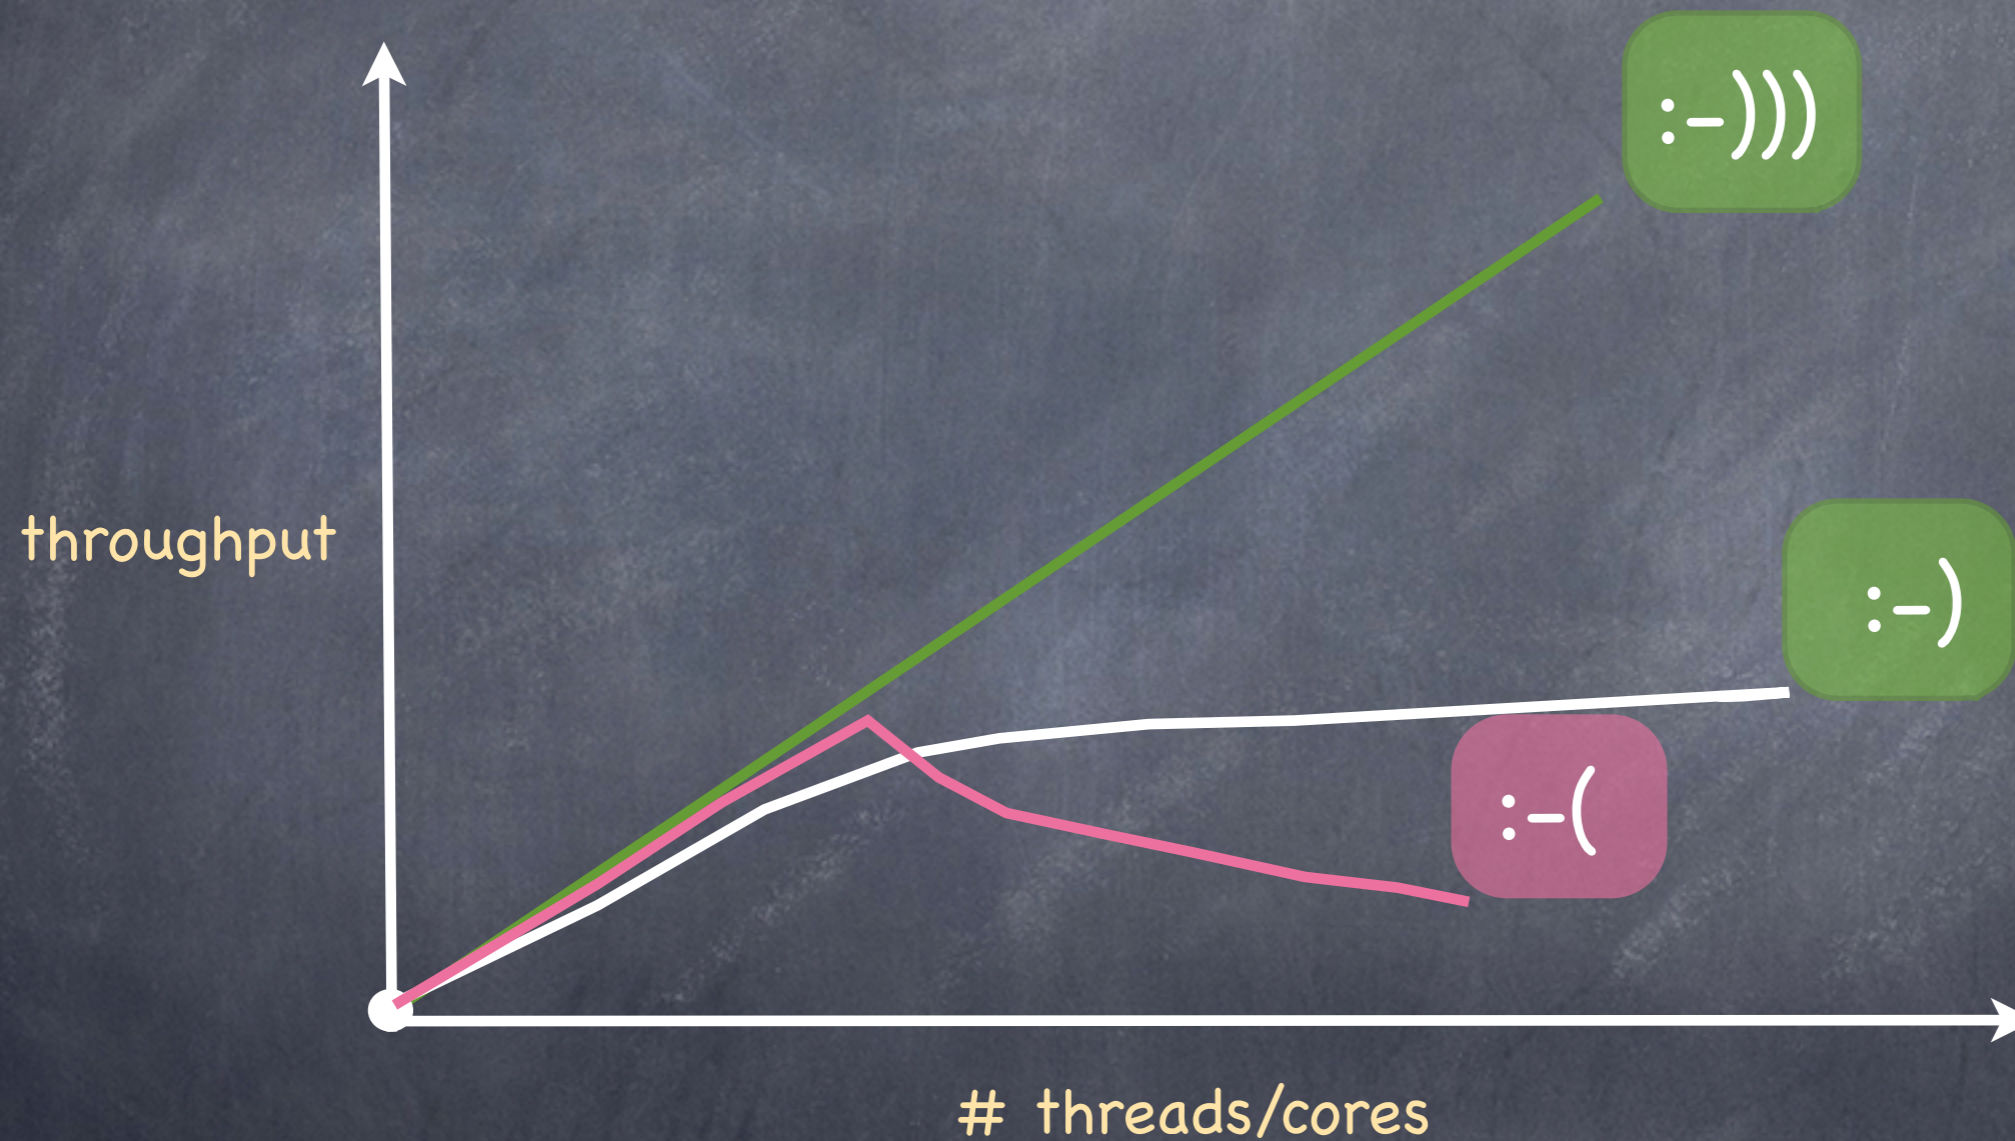 :-)))
throughput
:-)
:-(
# threads/cores